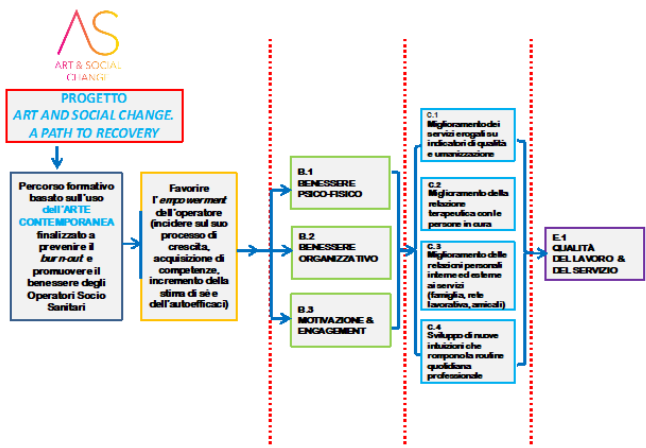 AS
ART & SOCIAL
CHANGE
PROGETTO
ART AND SOCIAL CHANGE.
A PATH TO RECOVERY
Percorso formativo
basato sull'uso
dell'ARTE
CONTEMPORANEA
finalizzato a
prevenire il
burn-out e
promuovere il
benessere degli
Operatori Socio
Sanitari
Favorire
l'empowerment
dell'operatore
(incidere sul suo
processo di
crescita,
acquisizione di
competenze,
incremento della
stima di sè e
dell'autoefficaci)
B.1
BENESSERE
PSICO-FISICO
B.2
BENESSERE
ORGANIZZATIVO
B.3
MOTIVAZIONE &
ENGAGEMENT
C.1
Miglioramento dei
servizi erogati su
indicatori di qualità
e umanizzazione
C.2
Miglioramento della
relazione
terapeutica con le
persone in cura
C.3
Miglioramento delle
relazioni personali
interne ed esterne
ai servizi
(famiglia, rete
lavorativa, amicali)
C.4
Sviluppo di nuove
intuizioni che
rompono la routine
quotidiana
professionale
E.1
QUALITÀ
DEL LAVORO &
DEL SERVIZIO